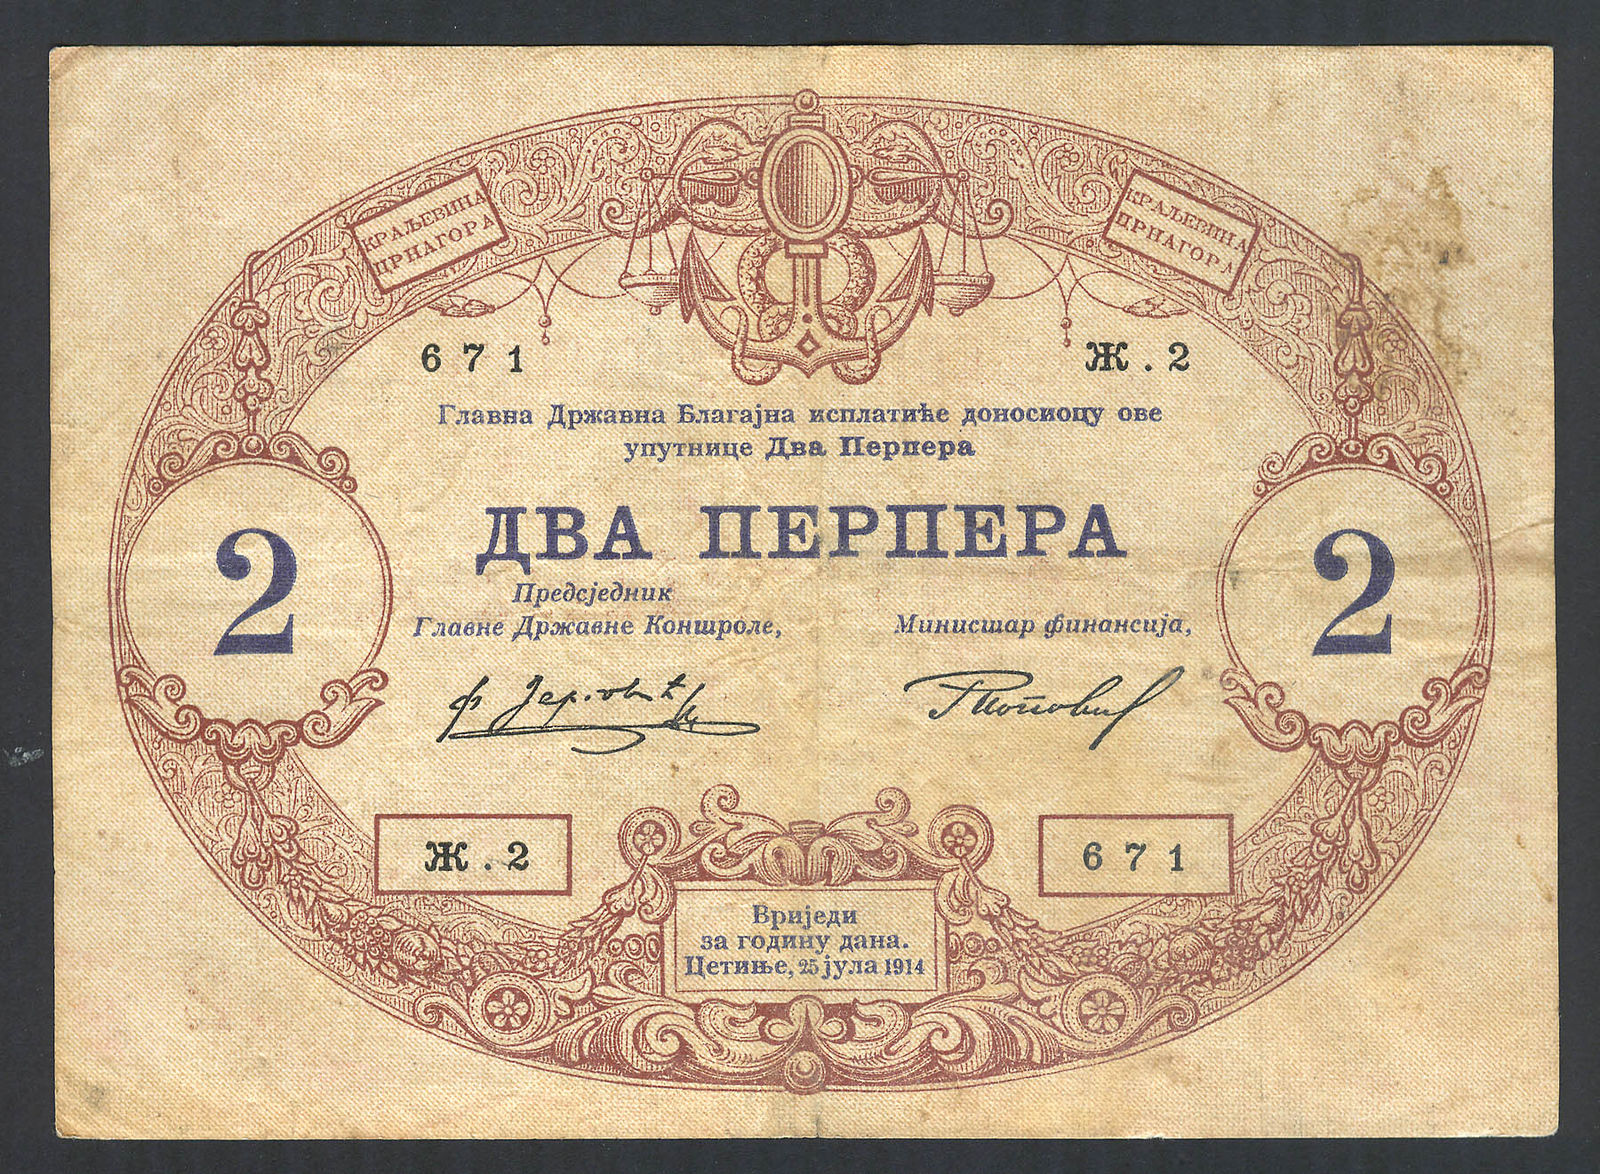 КРАЉЕВИНА
ЦРНАГОРА
КРАЉЕВИНА
ЦРНАГОРА
671
Ж.2
Главна Државна Благајна исплатиће доносиоцу ове
упутнице Два Перпера
ДВА ПЕРПЕРА
2
2
Предсједник
Главне Државне Контроле,
Министар финансија,
Ж.2
671
Вриједи
за годину дана.
Цетиње, 25 јула 1914